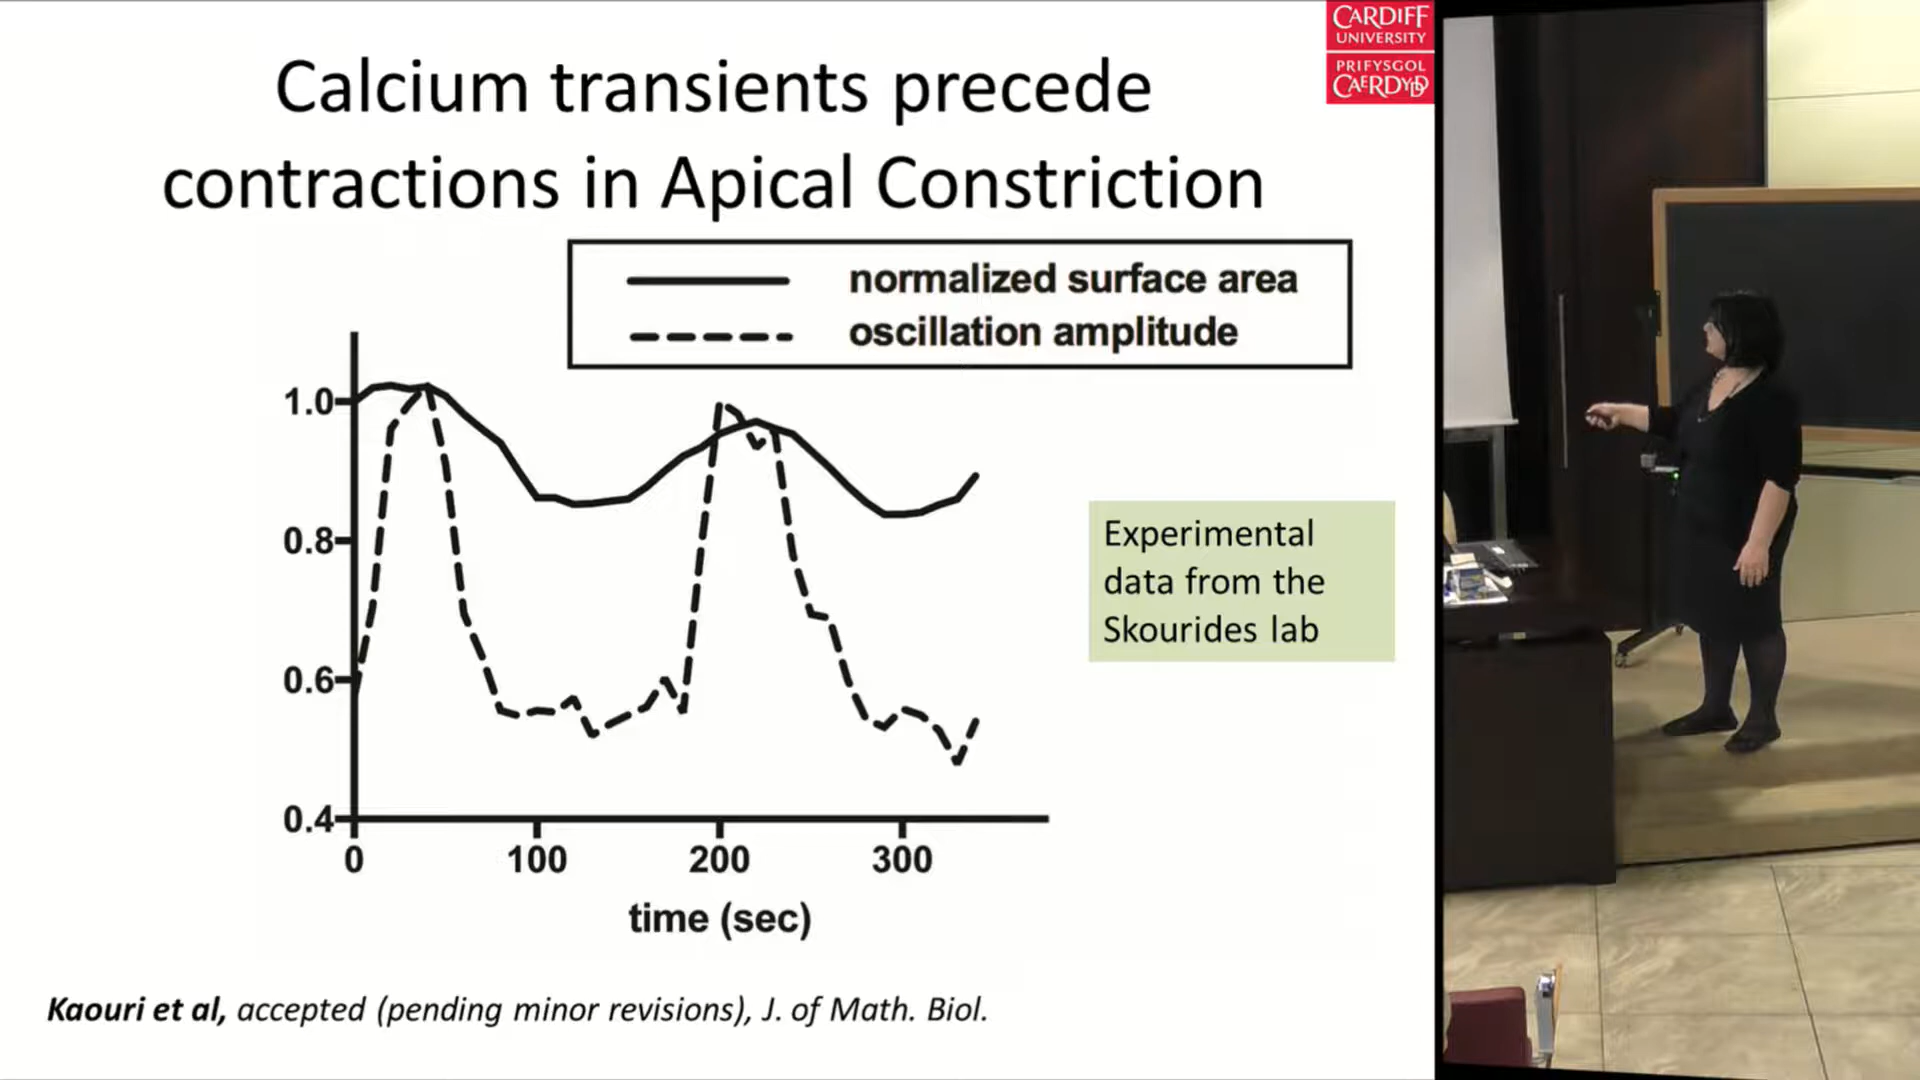 CARDIFF
UNIVERSITY
PRIFYSGOL
CAERDYDD
Calcium transients precede
contractions in Apical Constriction
normalized surface area
oscillation amplitude
1.0
0.8
0.6
0.4
0
100
200
300
time (sec)
Experimental
data from the
Skourides lab
Kaouri et al, accepted (pending minor revisions), J. of Math. Biol.